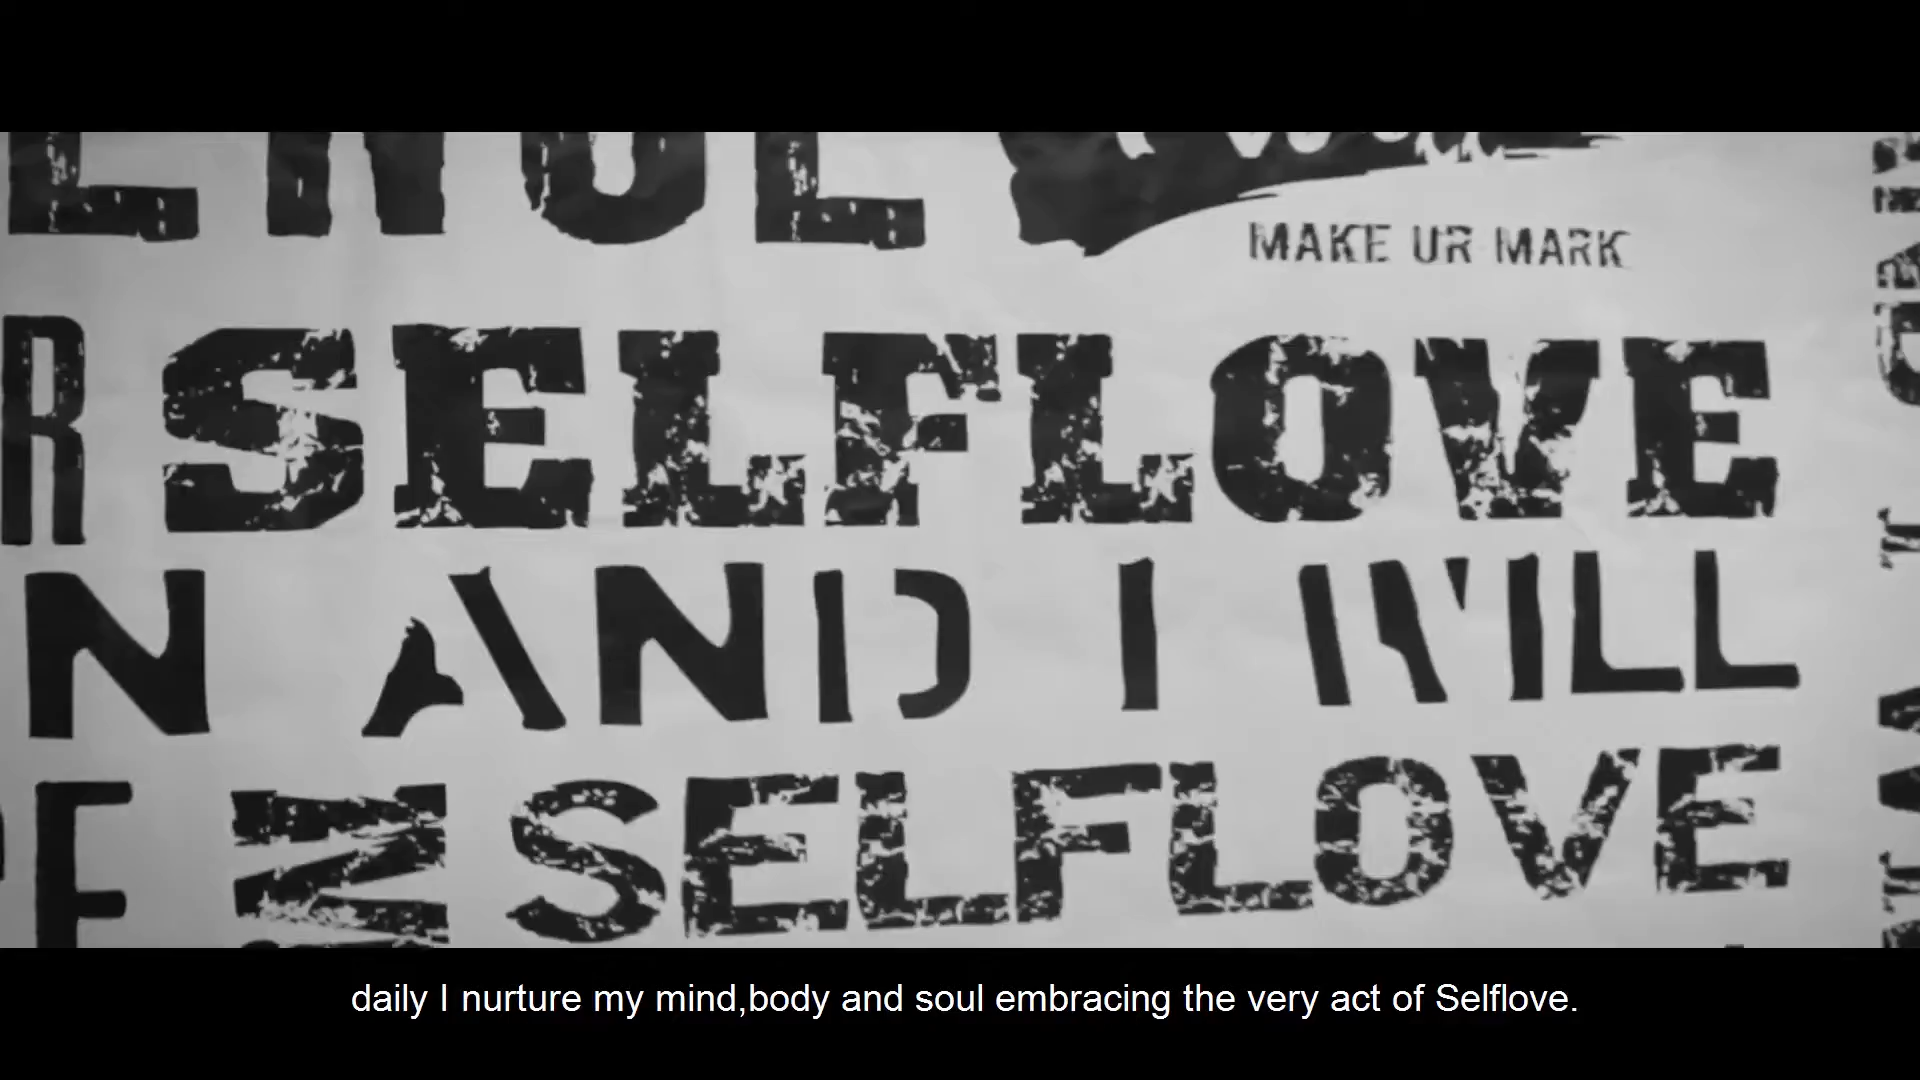 MAKE UR MARK
R SELFLOVE
N AND I WILL
SELFLOVE
daily I nurture my mind,body and soul embracing the very act of Selflove.